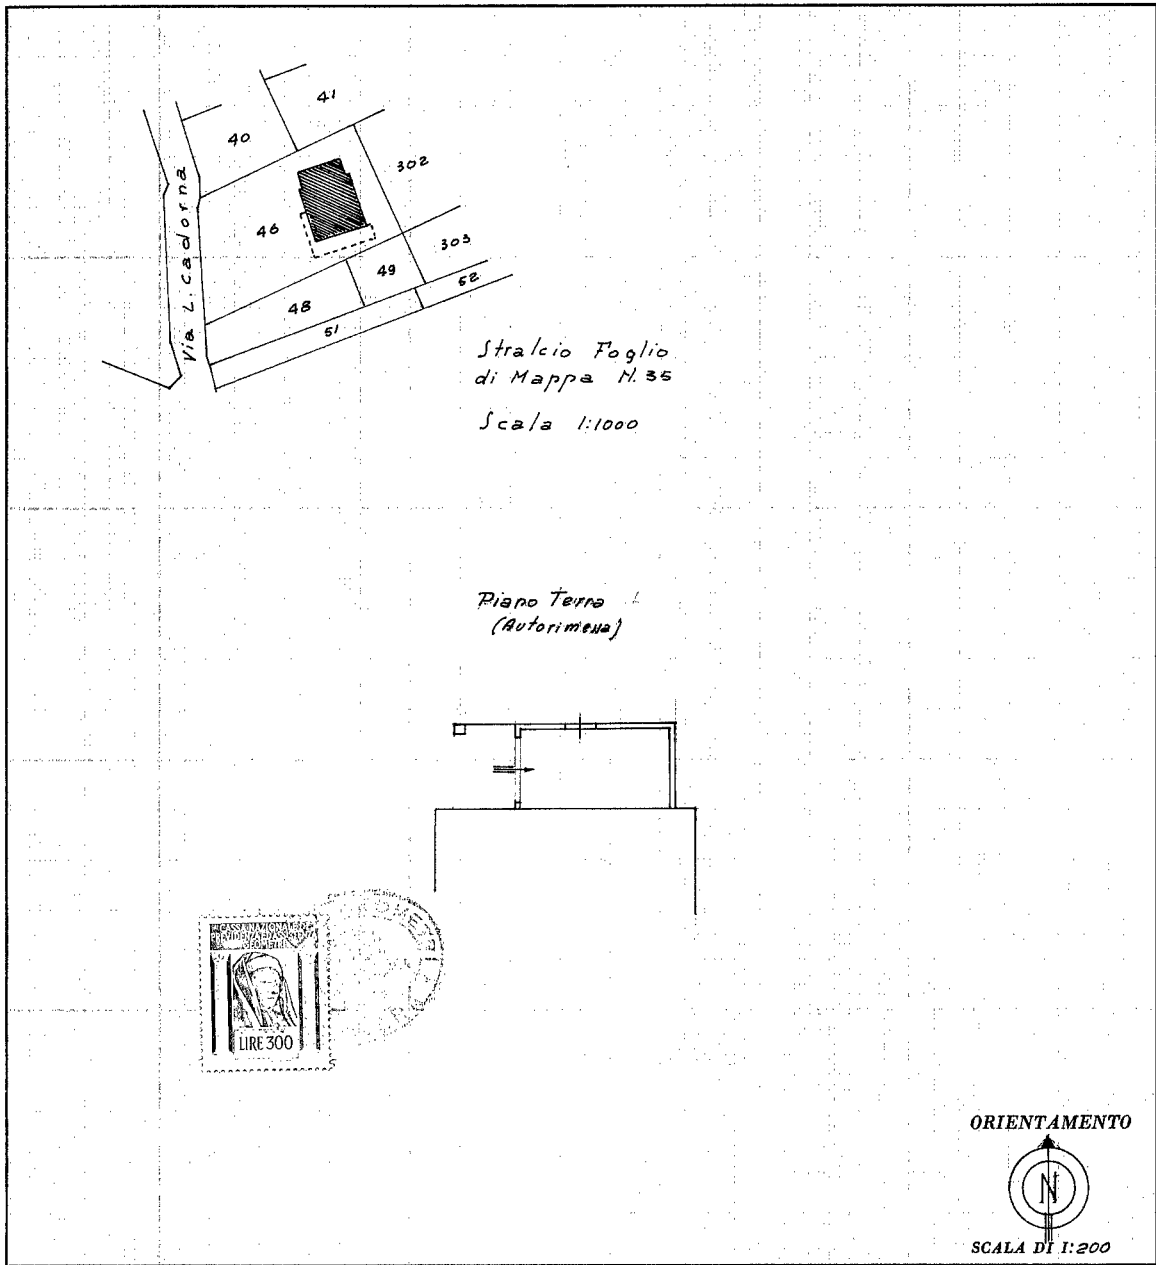 41
40
302
Via L. Cadorna
46
303
49
52
48
51
Stralcio Foglio
di Mappa N. 35
Scala 1:1000
Piano Terra
(Autorimessa)
CASSA NAZIONALE DI
PREVIDENZA ED ASSISTENZA
GEOMETRI
LIRE 300
ORIENTAMENTO
N
SCALA DI 1:200